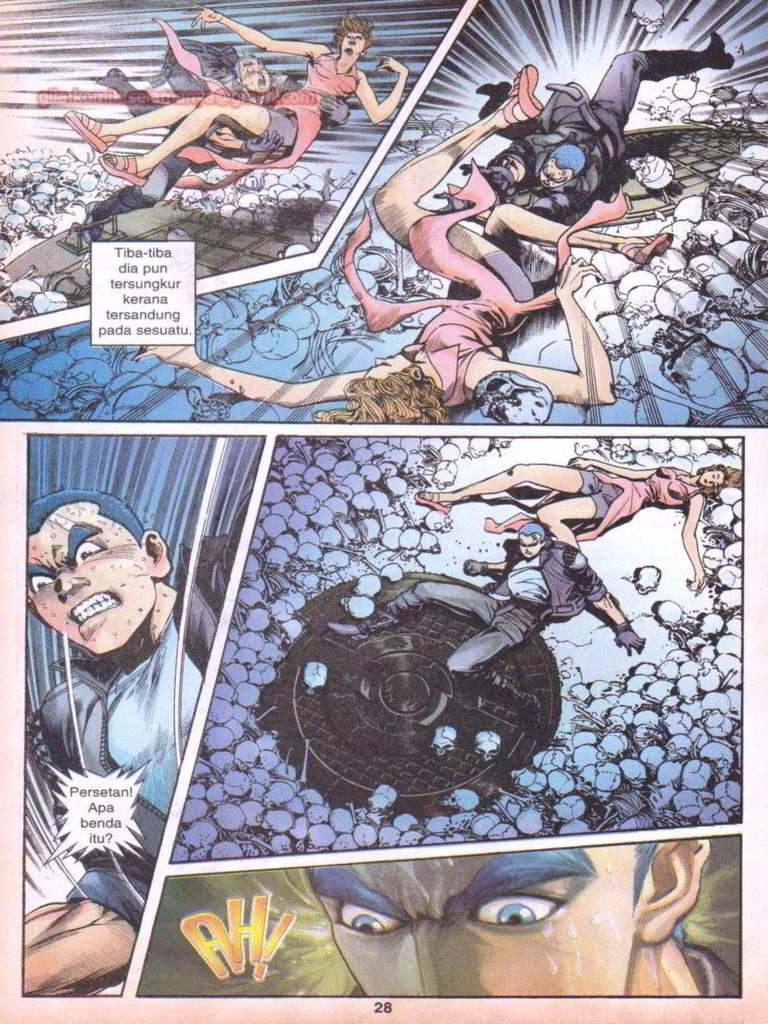 Tiba-tiba
dia pun
tersungkur
kerana
tersandung
pada sesuatu.
Persetan!
Apa
benda
itu?
AH!
28